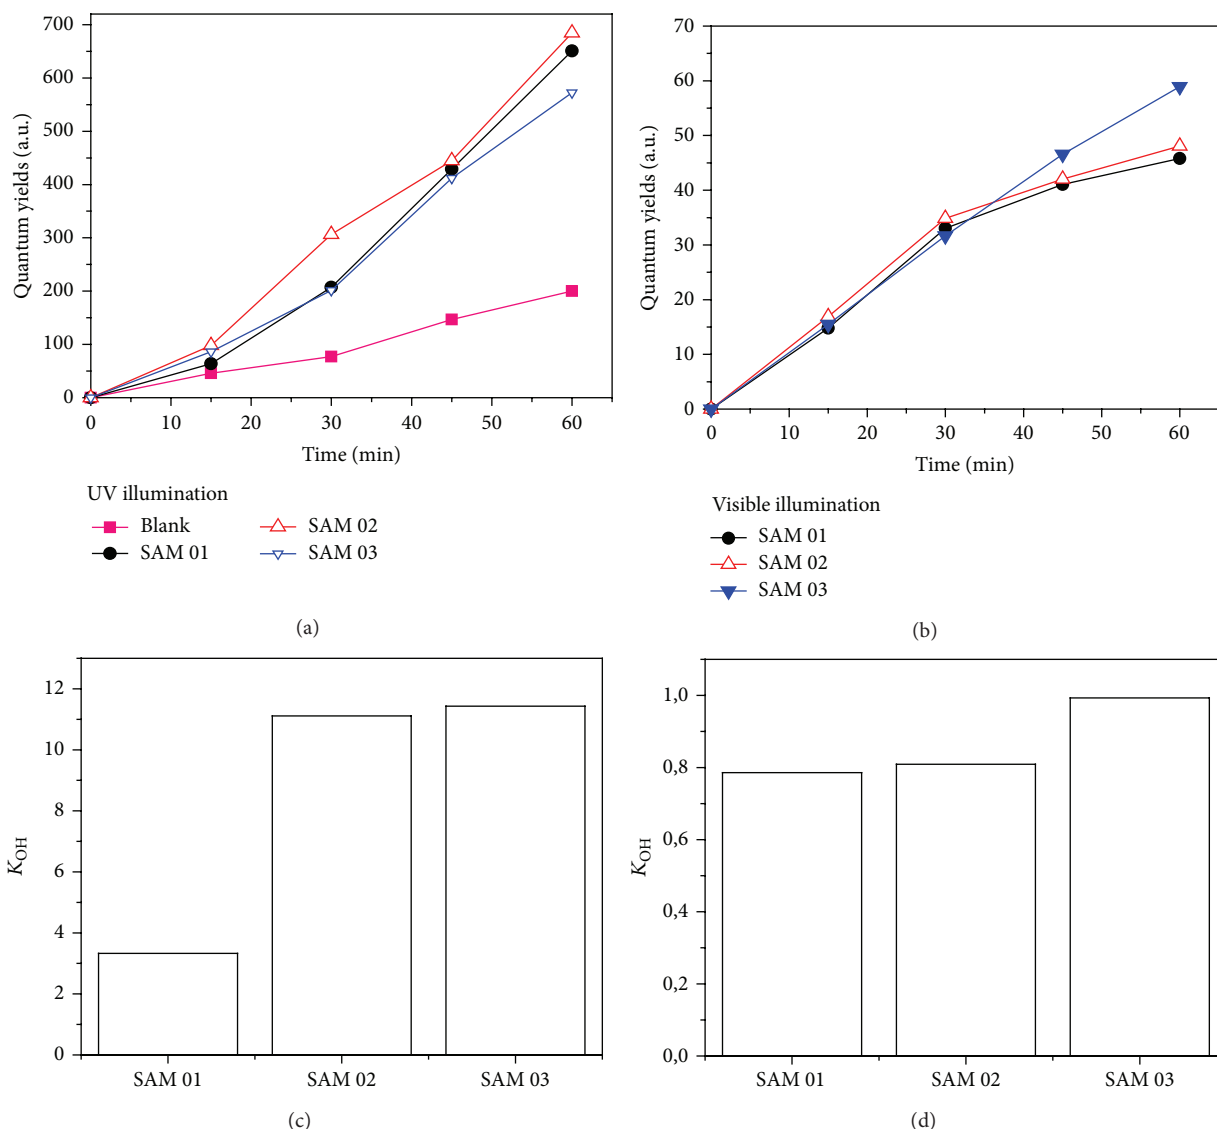 700
600
500
400
300
200
100
0
Quantum yields (a.u.)
0 10 20 30 40 50 60
Time (min)
UV illumination
Blank
SAM 01
SAM 02
SAM 03
(a)
70
60
50
40
30
20
10
0
Quantum yields (a.u.)
0 10 20 30 40 50 60
Time (min)
Visible illumination
SAM 01
SAM 02
SAM 03
(b)
12
10
8
6
4
2
0
K_OH
SAM 01 SAM 02 SAM 03
(c)
1,0
0,8
0,6
0,4
0,2
0,0
K_OH
SAM 01 SAM 02 SAM 03
(d)